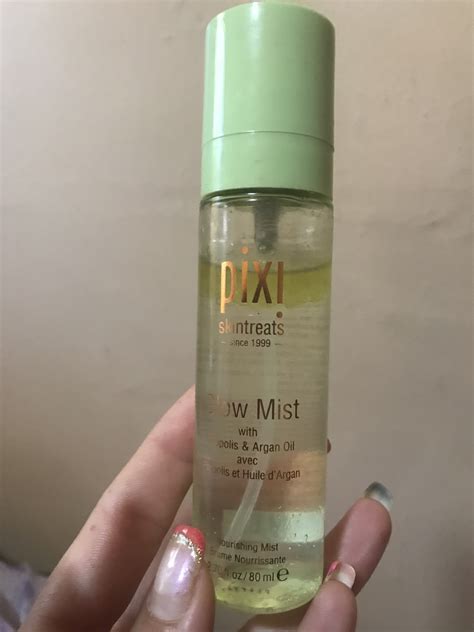 pixi
skintreats
– since 1999 –
Glow Mist
with
Propolis & Argan Oil
avec
Propolis et Huile d'Argan
Nourishing Mist
Brume Nourrissante
fl oz / 80 ml ℮